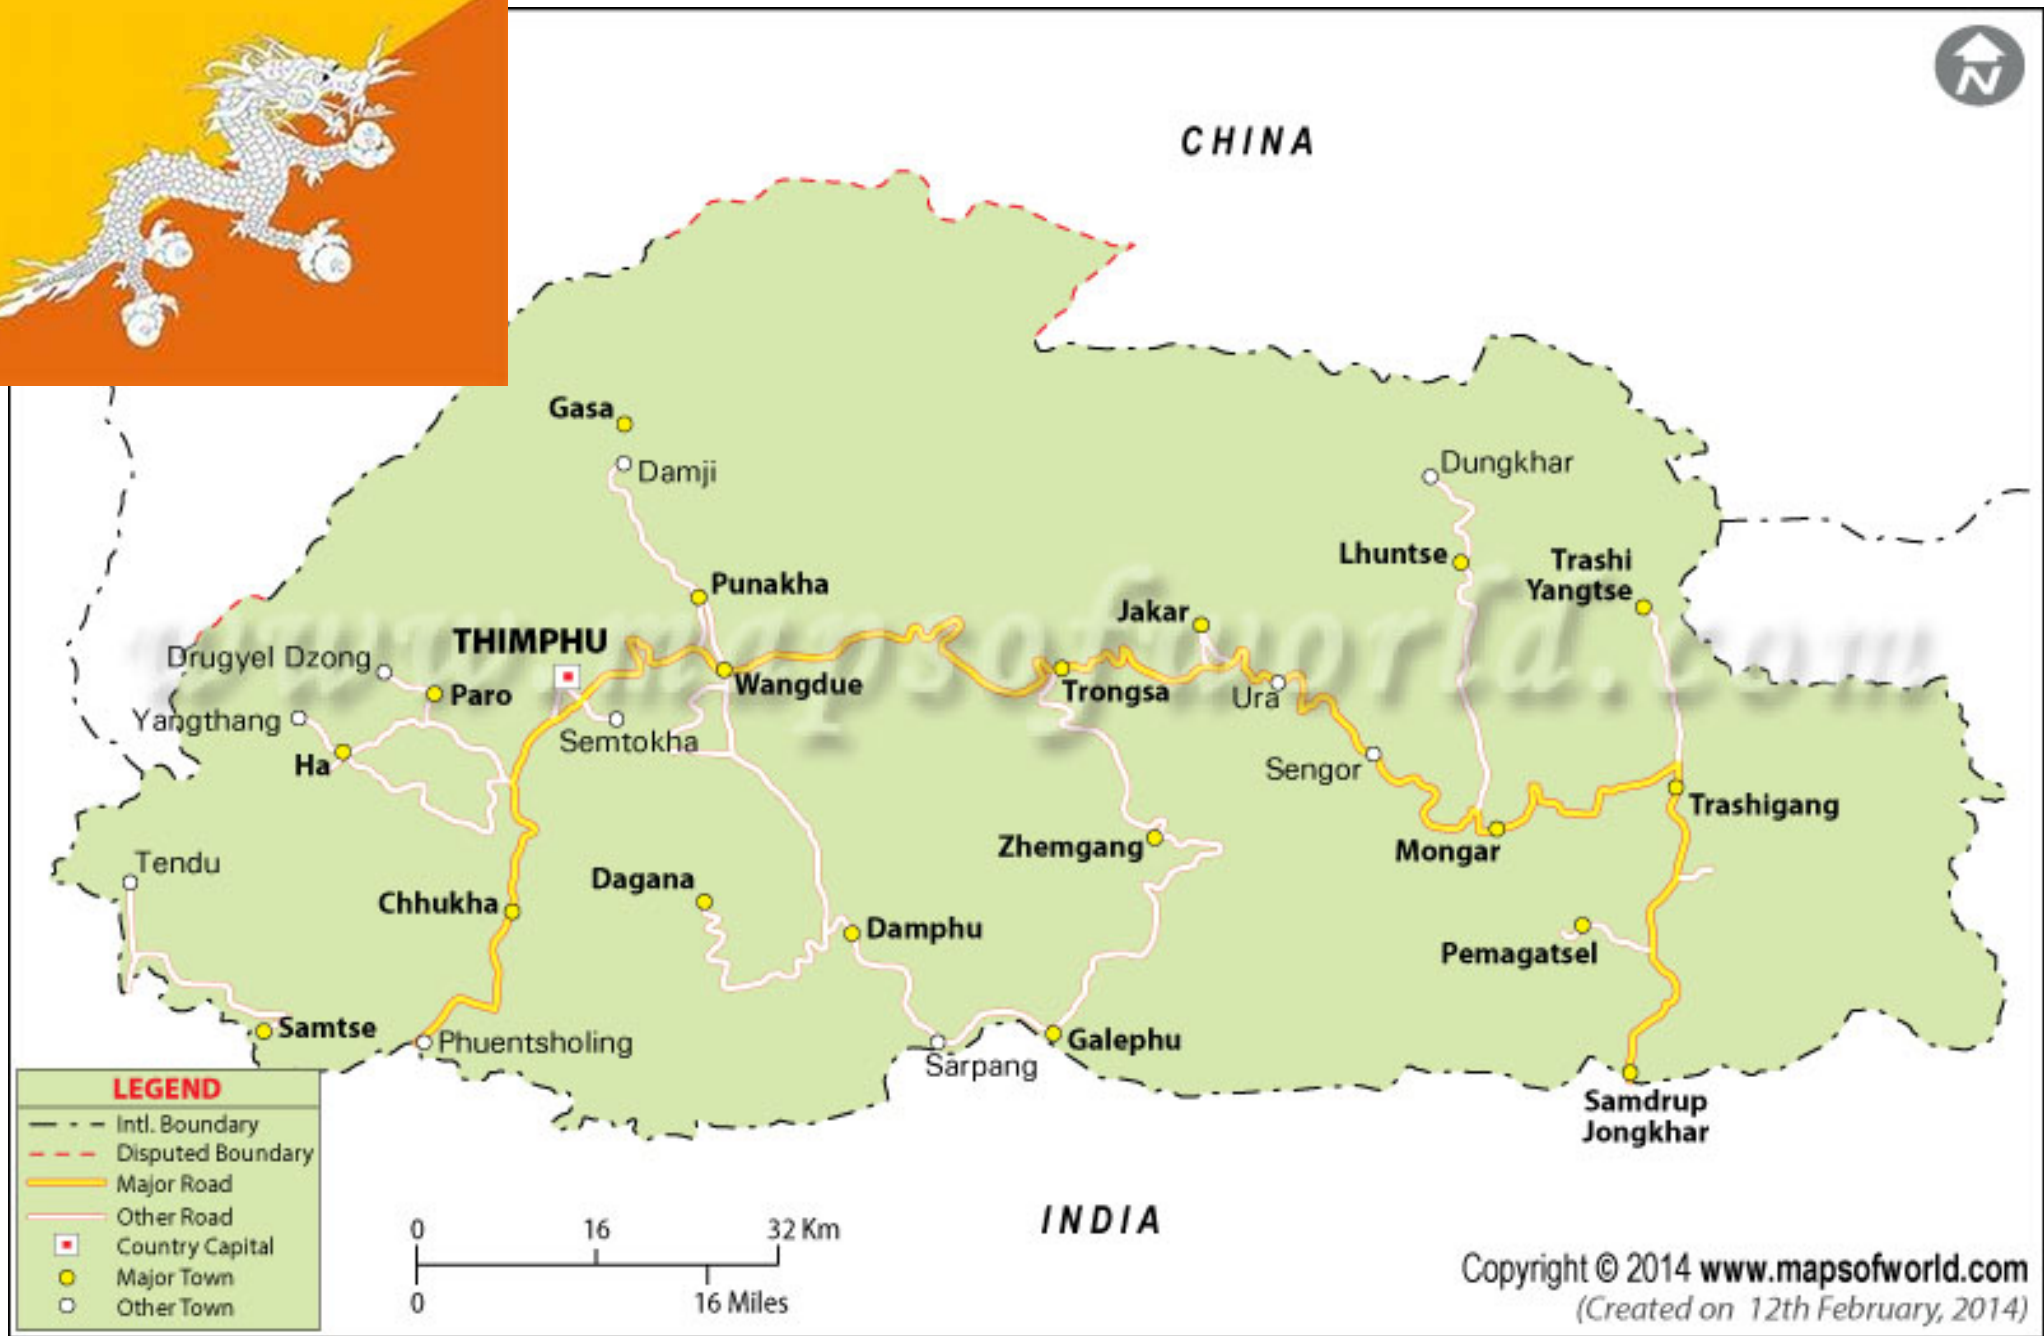 N
CHINA
Gasa
Damji
Dungkhar
Lhuntse
Trashi
Yangtse
Punakha
Jakar
THIMPHU
www.mapsofworld.com
Drugyel Dzong
Paro
Wangdue
Trongsa
Ura
Yangthang
Semtokha
Ha
Sengor
Trashigang
Tendu
Zhemgang
Mongar
Dagana
Chhukha
Damphu
Pemagatsel
Samtse
Phuentsholing
Galephu
Sarpang
Samdrup
Jongkhar
LEGEND
Intl. Boundary
Disputed Boundary
Major Road
Other Road
Country Capital
Major Town
Other Town
0 16 32 Km
0 16 Miles
INDIA
Copyright © 2014 www.mapsofworld.com
(Created on 12th February, 2014)